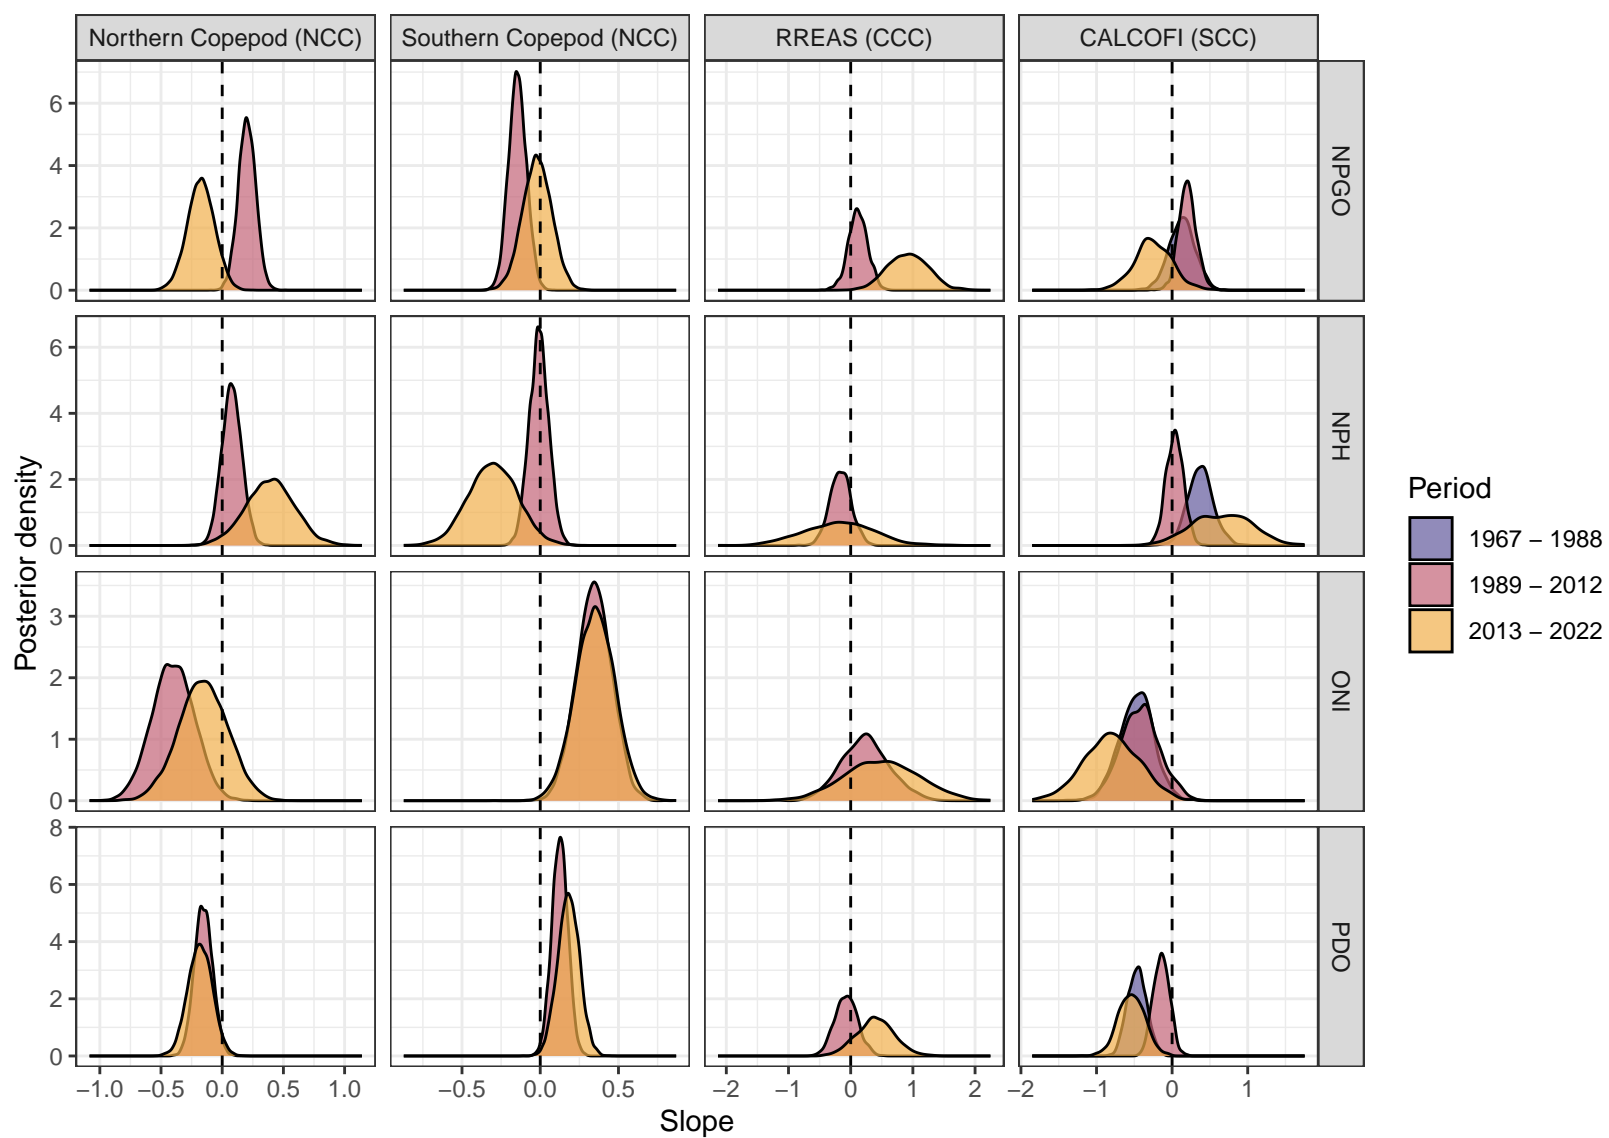 Northern Copepod (NCC) Southern Copepod (NCC) RREAS (CCC) CALCOFI (SCC)
6
4
2
0
NPGO
6
4
2
0
NPH
3
2
1
0
ONI
8
6
4
2
0
PDO
−1.0 −0.5 0.0 0.5 1.0 −0.5 0.0 0.5 −2 −1 0 1 2 −2 −1 0 1
Slope
Posterior density
Period
1967 − 1988
1989 − 2012
2013 − 2022